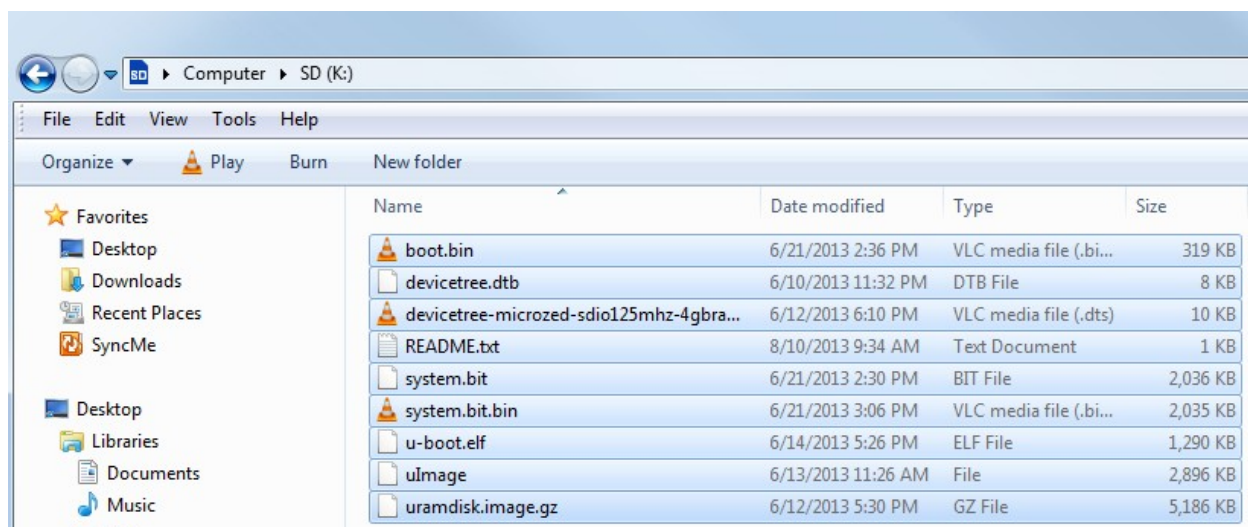 SD Computer SD (K:)
File Edit View Tools Help
Organize Play Burn New folder
Name Date modified Type Size
Favorites
Desktop
Downloads
Recent Places
SyncMe
Desktop
Libraries
Documents
Music
boot.bin 6/21/2013 2:36 PM VLC media file (.bi... 319 KB
devicetree.dtb 6/10/2013 11:32 PM DTB File 8 KB
devicetree-microzed-sdio125mhz-4gbra... 6/12/2013 6:10 PM VLC media file (.dts) 10 KB
README.txt 8/10/2013 9:34 AM Text Document 1 KB
system.bit 6/21/2013 2:30 PM BIT File 2,036 KB
system.bit.bin 6/21/2013 3:06 PM VLC media file (.bi... 2,035 KB
u-boot.elf 6/14/2013 5:26 PM ELF File 1,290 KB
uImage 6/13/2013 11:26 AM File 2,896 KB
uramdisk.image.gz 6/12/2013 5:30 PM GZ File 5,186 KB